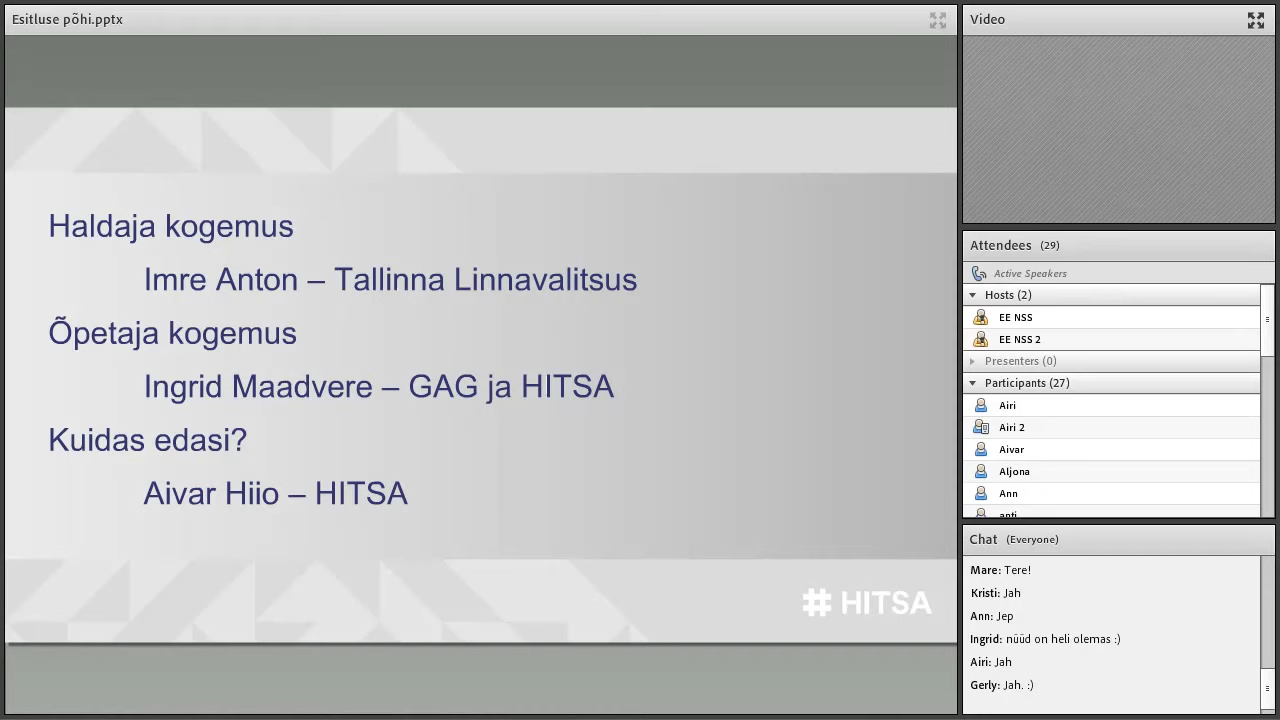 Esitluse põhi.pptx
Haldaja kogemus
Imre Anton – Tallinna Linnavalitsus
Õpetaja kogemus
Ingrid Maadvere – GAG ja HITSA
Kuidas edasi?
Aivar Hiio – HITSA
# HITSA
Video
Attendees (29)
Active Speakers
Hosts (2)
EE NSS
EE NSS 2
Presenters (0)
Participants (27)
Airi
Airi 2
Aivar
Aljona
Ann
anti
Chat (Everyone)
Mare: Tere!
Kristi: Jah
Ann: Jep
Ingrid: nüüd on heli olemas :)
Airi: Jah
Gerly: Jah. :)